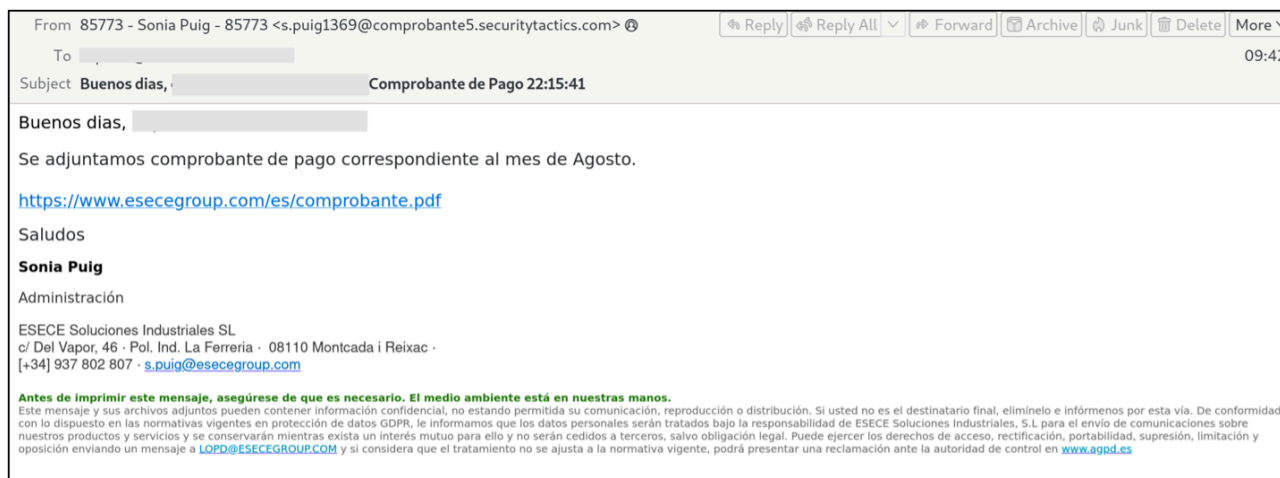 From 85773 - Sonia Puig - 85773 <s.puig1369@comprobante5.securitytactics.com> Reply Reply All Forward Archive Junk Delete More
To 09:42
Subject Buenos dias, Comprobante de Pago 22:15:41
Buenos dias,
Se adjuntamos comprobante de pago correspondiente al mes de Agosto.
https://www.esecegroup.com/es/comprobante.pdf
Saludos
Sonia Puig
Administración
ESECE Soluciones Industriales SL
c/ Del Vapor, 46 · Pol. Ind. La Ferreria · 08110 Montcada i Reixac ·
[+34] 937 802 807 · s.puig@esecegroup.com
Antes de imprimir este mensaje, asegúrese de que es necesario. El medio ambiente está en nuestras manos.
Este mensaje y sus archivos adjuntos pueden contener información confidencial, no estando permitida su comunicación, reproducción o distribución. Si usted no es el destinatario final, elimínelo e infórmenos por esta vía. De conformidad
con lo dispuesto en las normativas vigentes en protección de datos GDPR, le informamos que los datos personales serán tratados bajo la responsabilidad de ESECE Soluciones Industriales, S.L para el envío de comunicaciones sobre
nuestros productos y servicios y se conservarán mientras exista un interés mutuo para ello y no serán cedidos a terceros, salvo obligación legal. Puede ejercer los derechos de acceso, rectificación, portabilidad, supresión, limitación y
oposición enviando un mensaje a LOPD@ESECEGROUP.COM y si considera que el tratamiento no se ajusta a la normativa vigente, podrá presentar una reclamación ante la autoridad de control en www.agpd.es